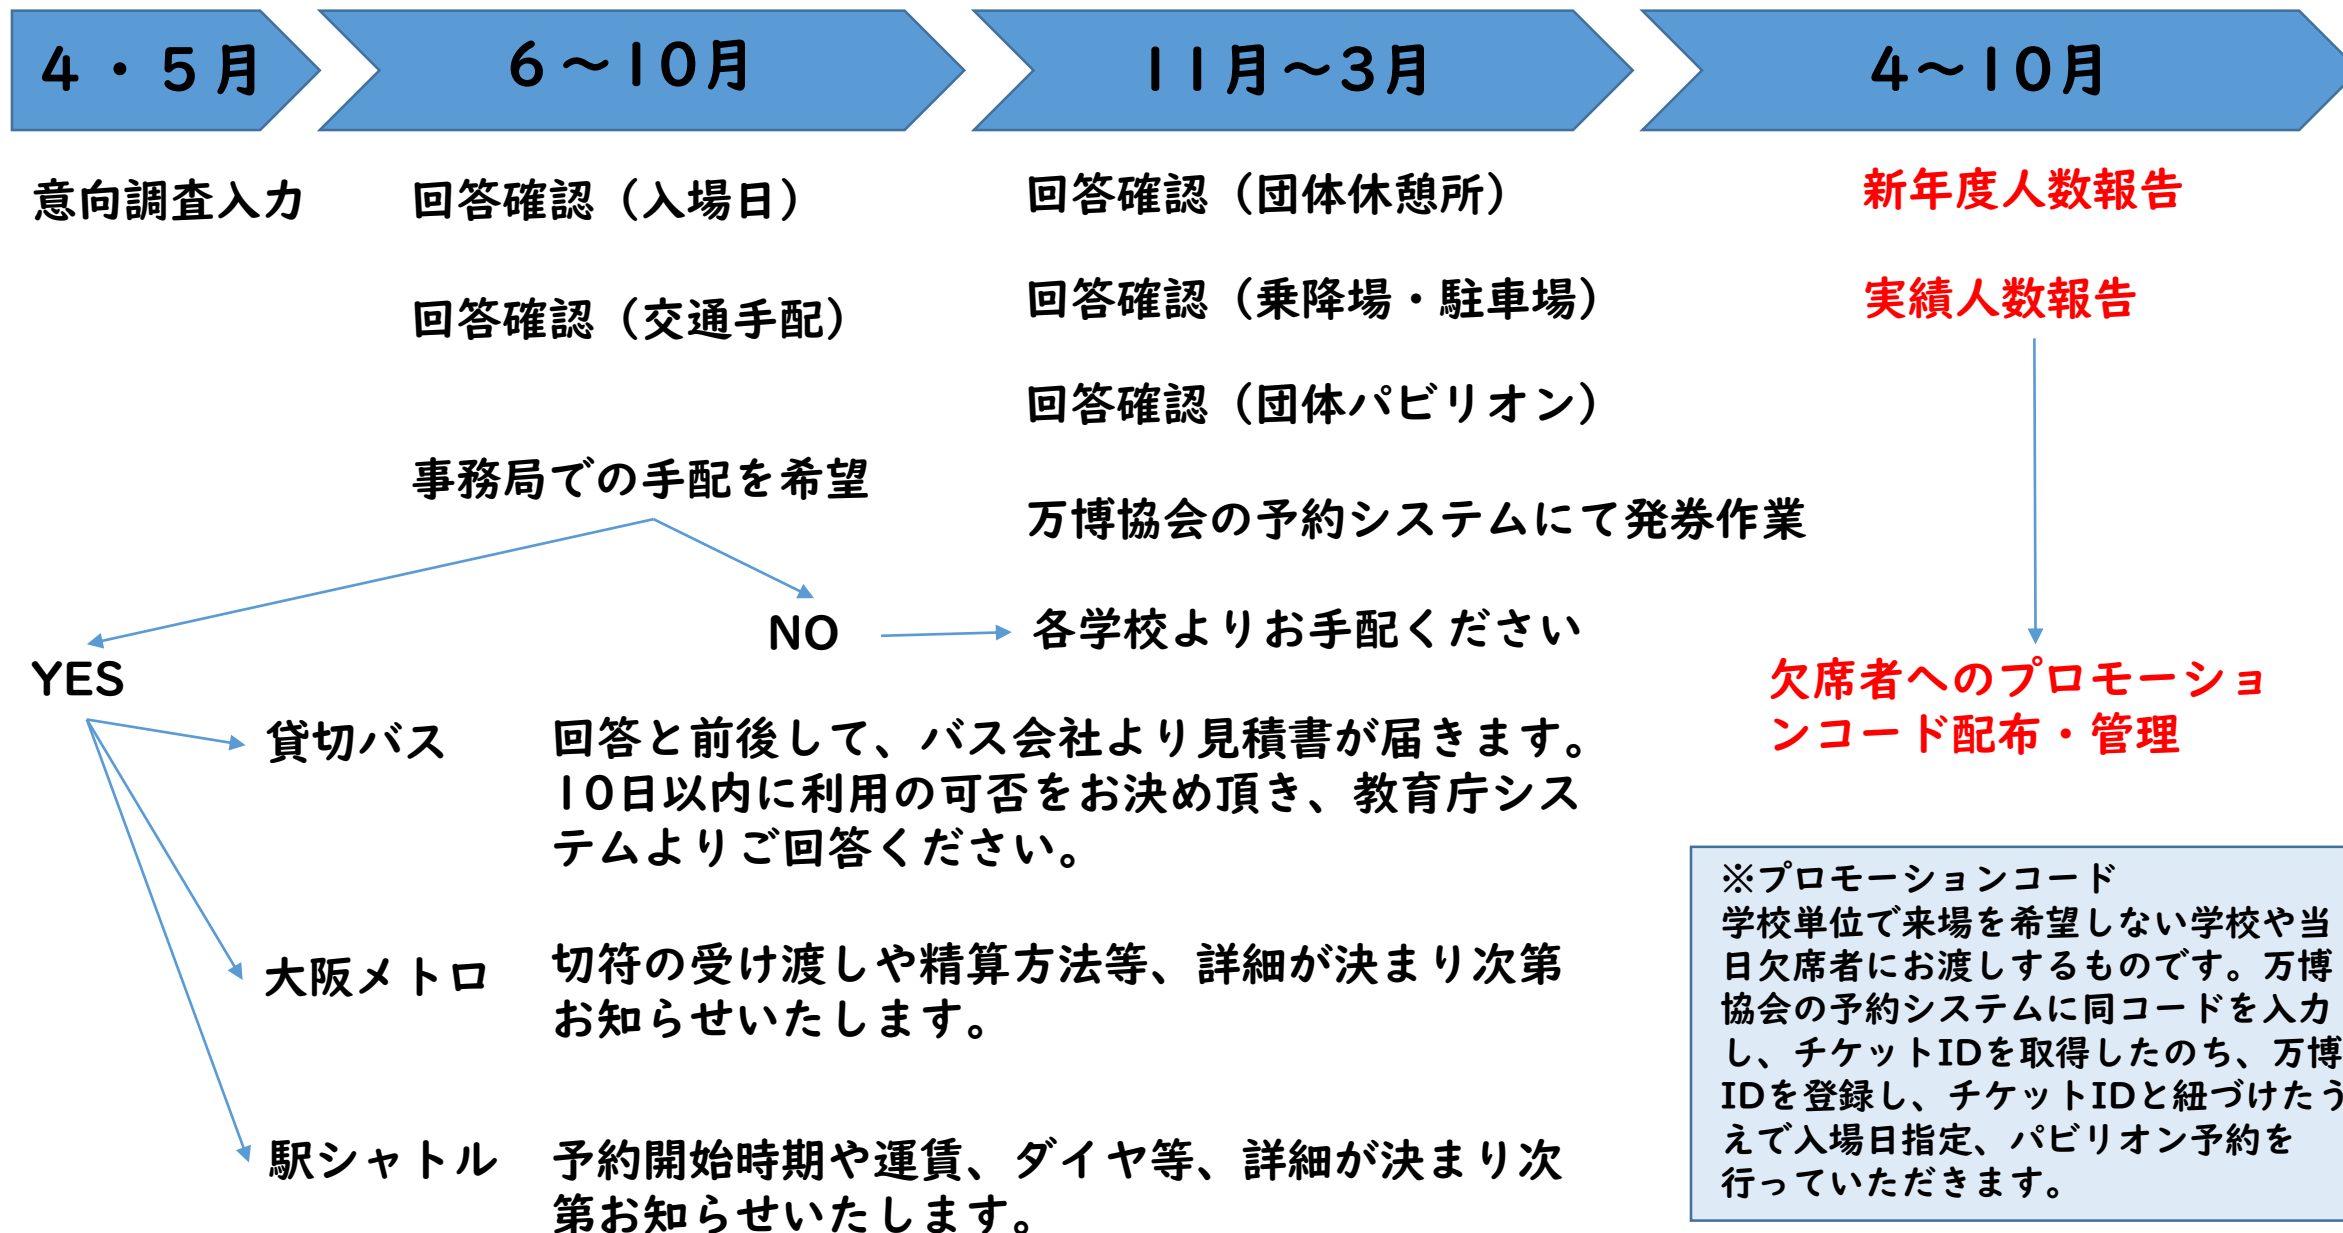 ４・５月
6～10月
11月～3月
4～10月
意向調査入力
回答確認（入場日）
回答確認（交通手配）
事務局での手配を希望
YES
NO
各学校よりお手配ください
貸切バス
回答と前後して、バス会社より見積書が届きます。
10日以内に利用の可否をお決め頂き、教育庁シス
テムよりご回答ください。
大阪メトロ
切符の受け渡しや精算方法等、詳細が決まり次第
お知らせいたします。
駅シャトル
予約開始時期や運賃、ダイヤ等、詳細が決まり次
第お知らせいたします。
回答確認（団体休憩所）
回答確認（乗降場・駐車場）
回答確認（団体パビリオン）
万博協会の予約システムにて発券作業
新年度人数報告
実績人数報告
欠席者へのプロモーショ
ンコード配布・管理
※プロモーションコード
学校単位で来場を希望しない学校や当
日欠席者にお渡しするものです。万博
協会の予約システムに同コードを入力
し、チケットIDを取得したのち、万博
IDを登録し、チケットIDと紐づけたう
えで入場日指定、パビリオン予約を
行っていただきます。